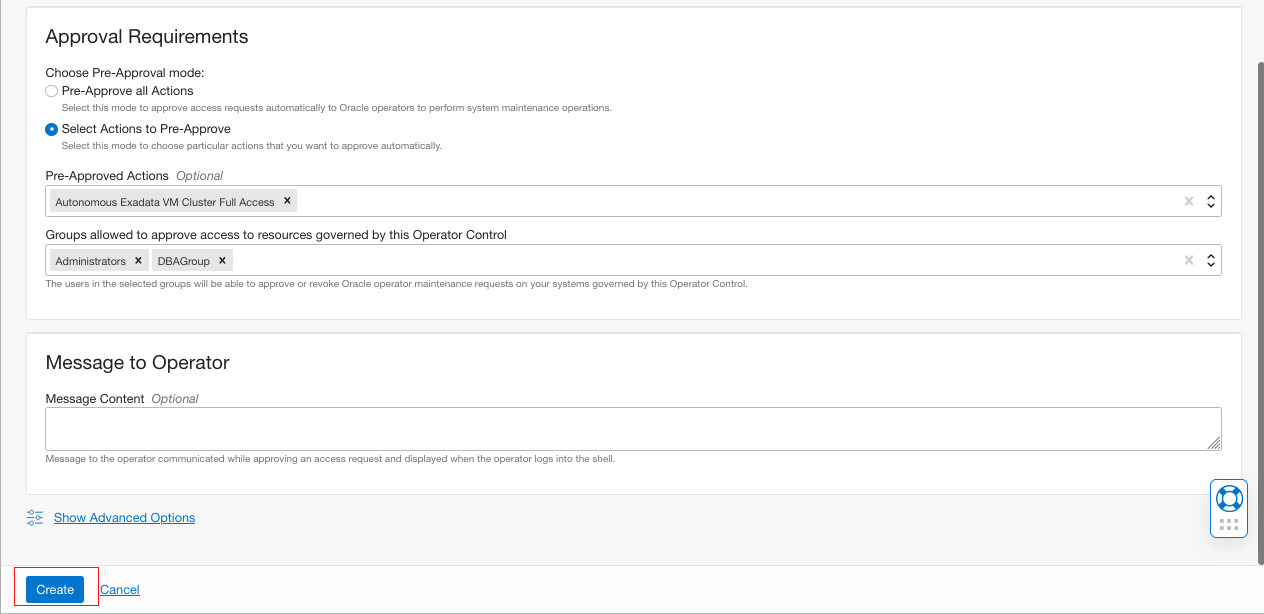 Approval Requirements
Choose Pre-Approval mode:
Pre-Approve all Actions
Select this mode to approve access requests automatically to Oracle operators to perform system maintenance operations.
Select Actions to Pre-Approve
Select this mode to choose particular actions that you want to approve automatically.
Pre-Approved Actions Optional
Autonomous Exadata VM Cluster Full Access
Groups allowed to approve access to resources governed by this Operator Control
Administrators DBAGroup
The users in the selected groups will be able to approve or revoke Oracle operator maintenance requests on your systems governed by this Operator Control.
Message to Operator
Message Content Optional
Message to the operator communicated while approving an access request and displayed when the operator logs into the shell.
Show Advanced Options
Create Cancel